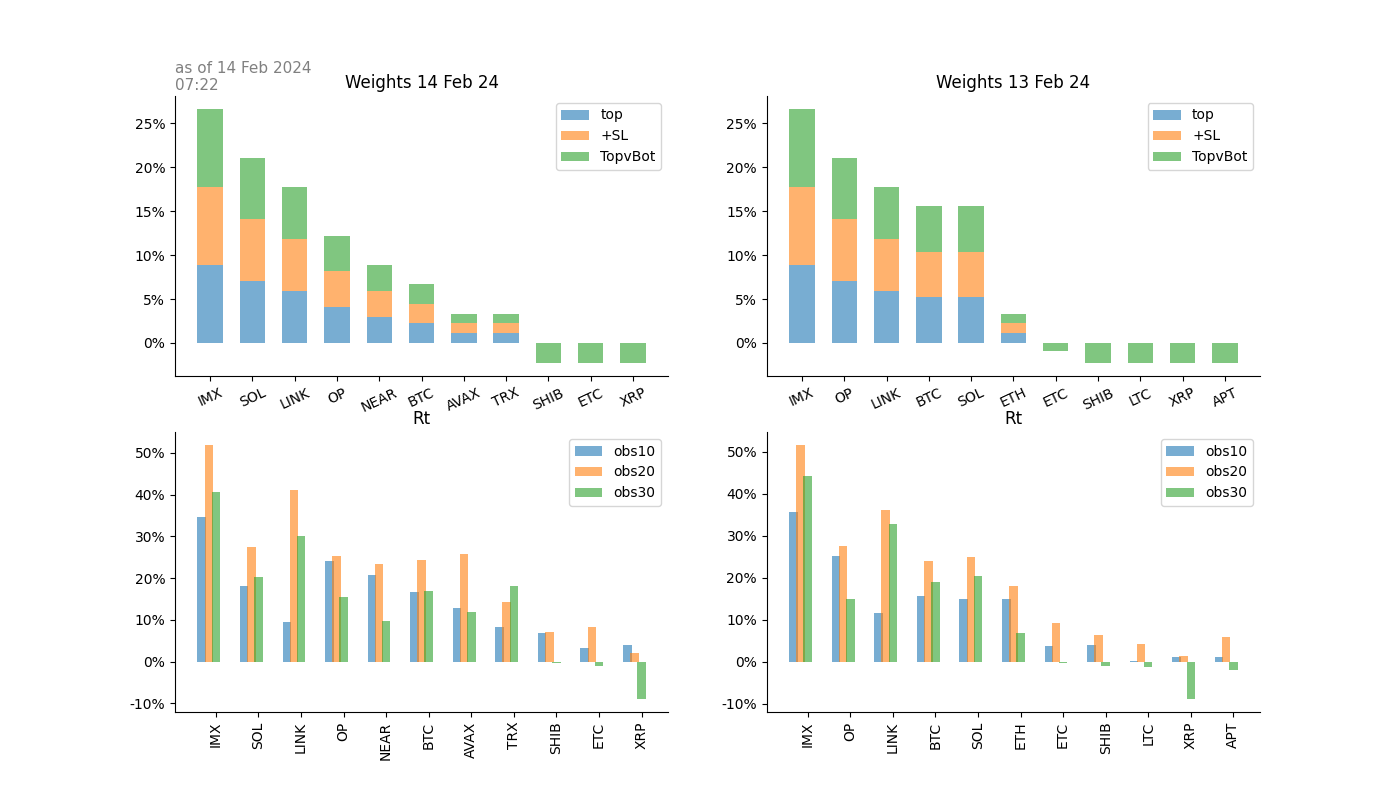 as of 14 Feb 2024
07:22
Weights 14 Feb 24
25%
20%
15%
10%
5%
0%
top
+SL
TopvBot
IMX SOL LINK OP NEAR BTC AVAX TRX SHIB ETC XRP
Weights 13 Feb 24
25%
20%
15%
10%
5%
0%
top
+SL
TopvBot
IMX OP LINK BTC SOL ETH ETC SHIB LTC XRP APT
Rt
50%
40%
30%
20%
10%
0%
-10%
obs10
obs20
obs30
IMX SOL LINK OP NEAR BTC AVAX TRX SHIB ETC XRP
Rt
50%
40%
30%
20%
10%
0%
-10%
obs10
obs20
obs30
IMX OP LINK BTC SOL ETH ETC SHIB LTC XRP APT